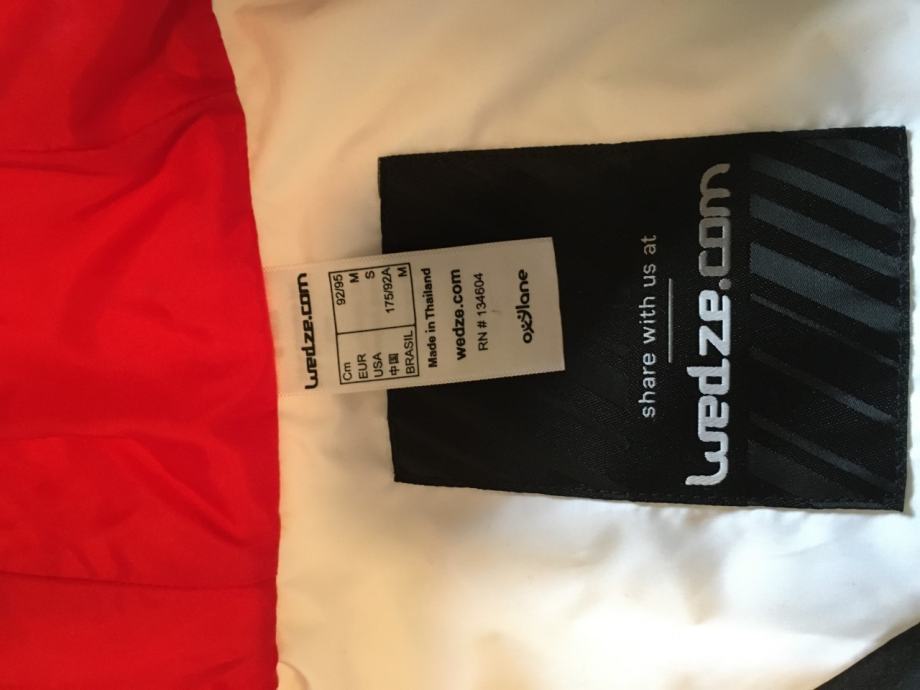 wedze.com
Cm 92/95
EUR M
USA S
中国 175/92A
BRASIL M
Made in Thailand
wedze.com
RN # 134604
oxylane
share with us at
wedze.com